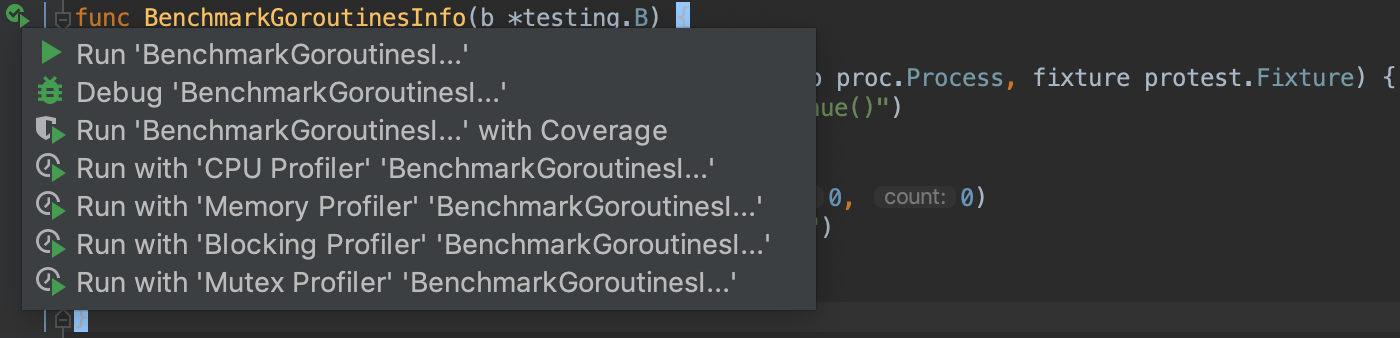 func BenchmarkGoroutinesInfo(b *testing.B) {
Run 'BenchmarkGoroutinesI...'
proc.Process, fixture protest.Fixture) {
Debug 'BenchmarkGoroutinesI...'
()")
Run 'BenchmarkGoroutinesI...' with Coverage
Run with 'CPU Profiler' 'BenchmarkGoroutinesI...'
0, count: 0)
Run with 'Memory Profiler' 'BenchmarkGoroutinesI...'
")
Run with 'Blocking Profiler' 'BenchmarkGoroutinesI...'
Run with 'Mutex Profiler' 'BenchmarkGoroutinesI...'
}